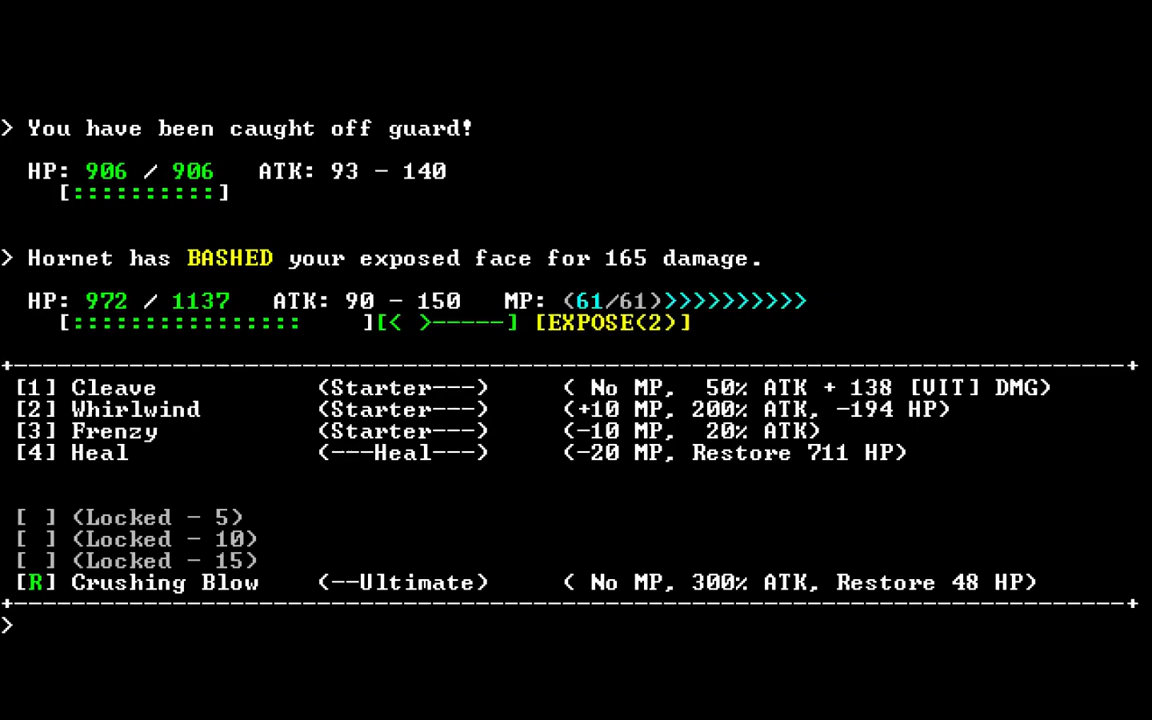 > You have been caught off guard!
HP: 906 / 906   ATK: 93 - 140
[::::::::::]
> Hornet has BASHED your exposed face for 165 damage.
HP: 972 / 1137   ATK: 90 - 150   MP: (61/61)>>>>>>>>>>
[::::::::::::::::    ][< >-----] [EXPOSE(2)]
+-----------------------------------------------------------------------------+
[1] Cleave           (Starter---)     ( No MP,  50% ATK + 138 [VIT] DMG)
[2] Whirlwind        (Starter---)     (+10 MP, 200% ATK, -194 HP)
[3] Frenzy           (Starter---)     (-10 MP,  20% ATK)
[4] Heal             (---Heal---)     (-20 MP, Restore 711 HP)
[ ] (Locked - 5)
[ ] (Locked - 10)
[ ] (Locked - 15)
[R] Crushing Blow    (--Ultimate)     ( No MP, 300% ATK, Restore 48 HP)
+-----------------------------------------------------------------------------+
>